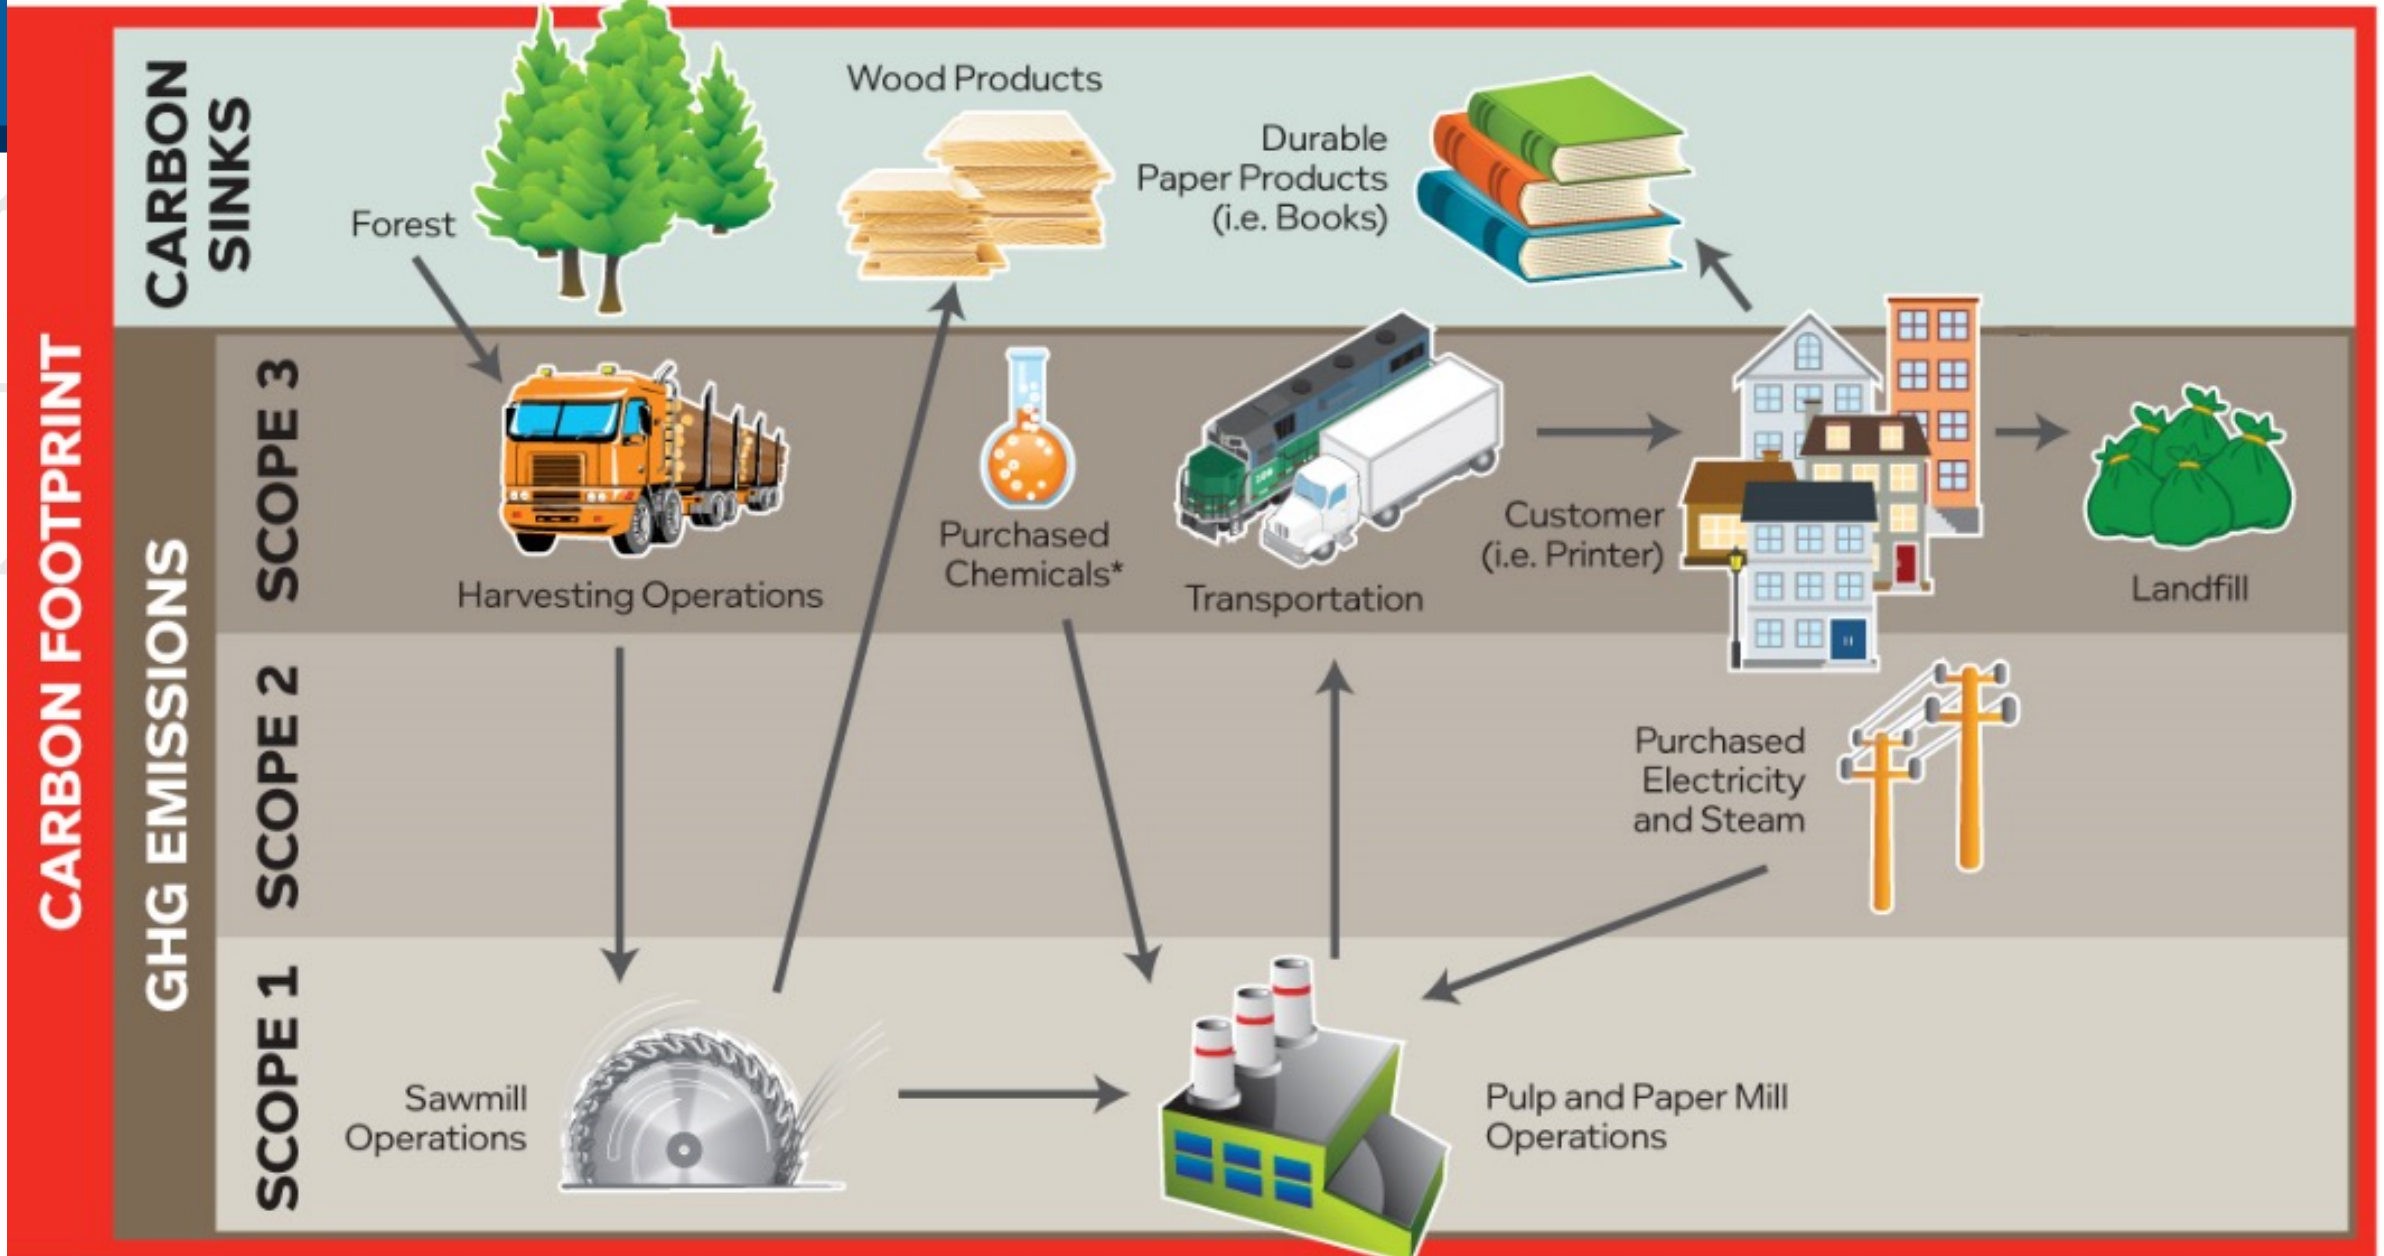 CARBON FOOTPRINT
CARBON
SINKS
Forest
Wood Products
Durable
Paper Products
(i.e. Books)
GHG EMISSIONS
SCOPE 3
Harvesting Operations
Purchased
Chemicals*
Transportation
Customer
(i.e. Printer)
Landfill
SCOPE 2
Purchased
Electricity
and Steam
SCOPE 1
Sawmill
Operations
Pulp and Paper Mill
Operations